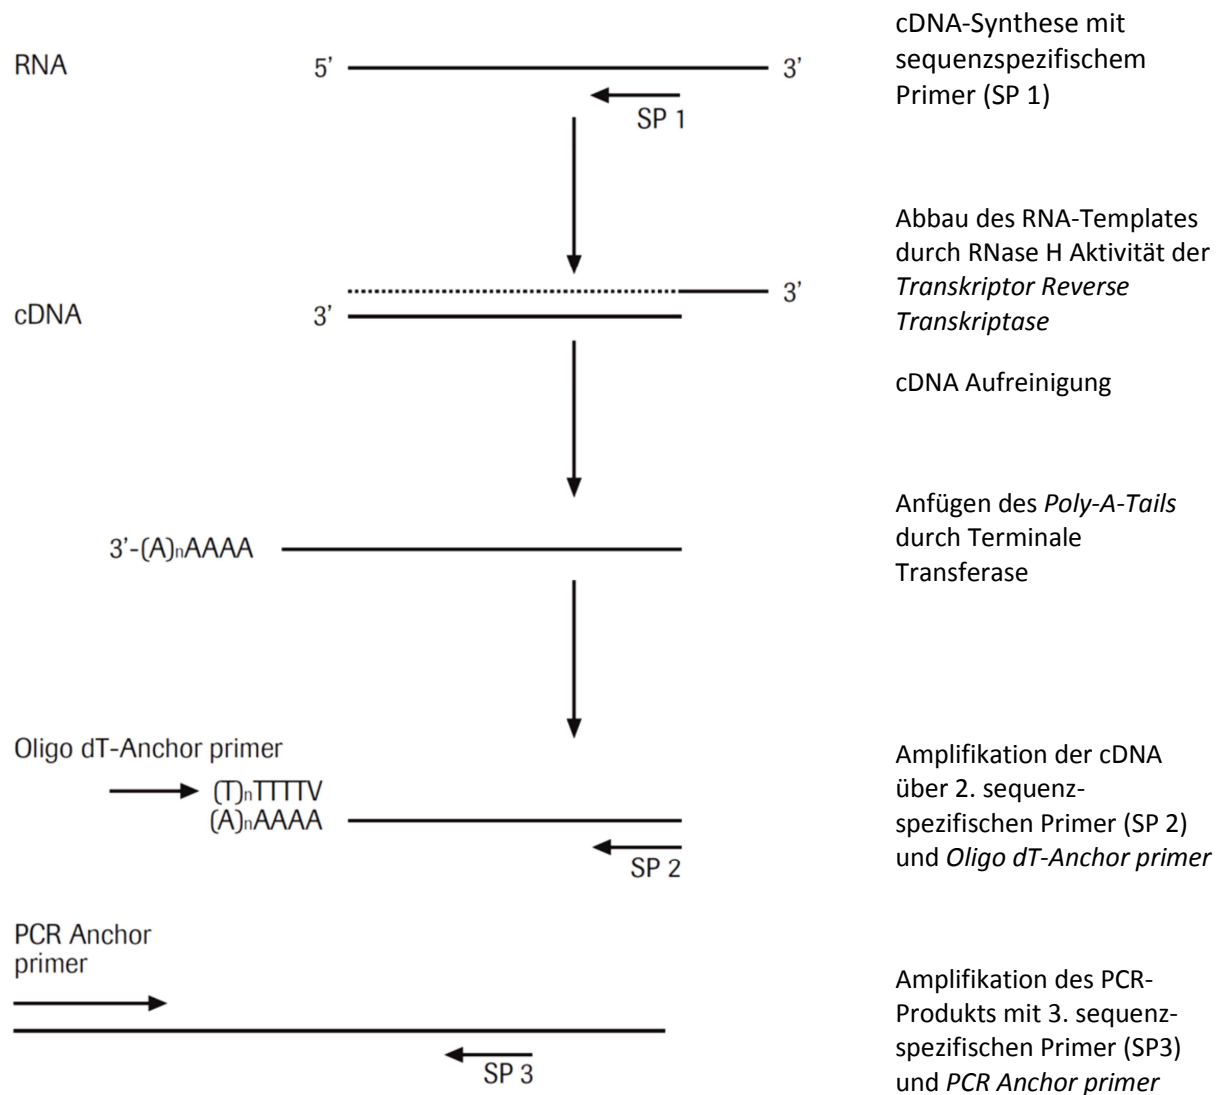 cDNA-Synthese mit
sequenzspezifischem
Primer (SP 1)
RNA
5’
3’
SP 1
Abbau des RNA-Templates
durch RNase H Aktivität der
Transkriptor Reverse
Transkriptase
3’
cDNA
3’
cDNA Aufreinigung
Anfügen des Poly-A-Tails
durch Terminale
Transferase
3’-(A)nAAAA
Oligo dT-Anchor primer
(T)nTTTTV
(A)nAAAA
SP 2
Amplifikation der cDNA
über 2. sequenz-
spezifischen Primer (SP 2)
und Oligo dT-Anchor primer
PCR Anchor
primer
SP 3
Amplifikation des PCR-
Produkts mit 3. sequenz-
spezifischen Primer (SP3)
und PCR Anchor primer